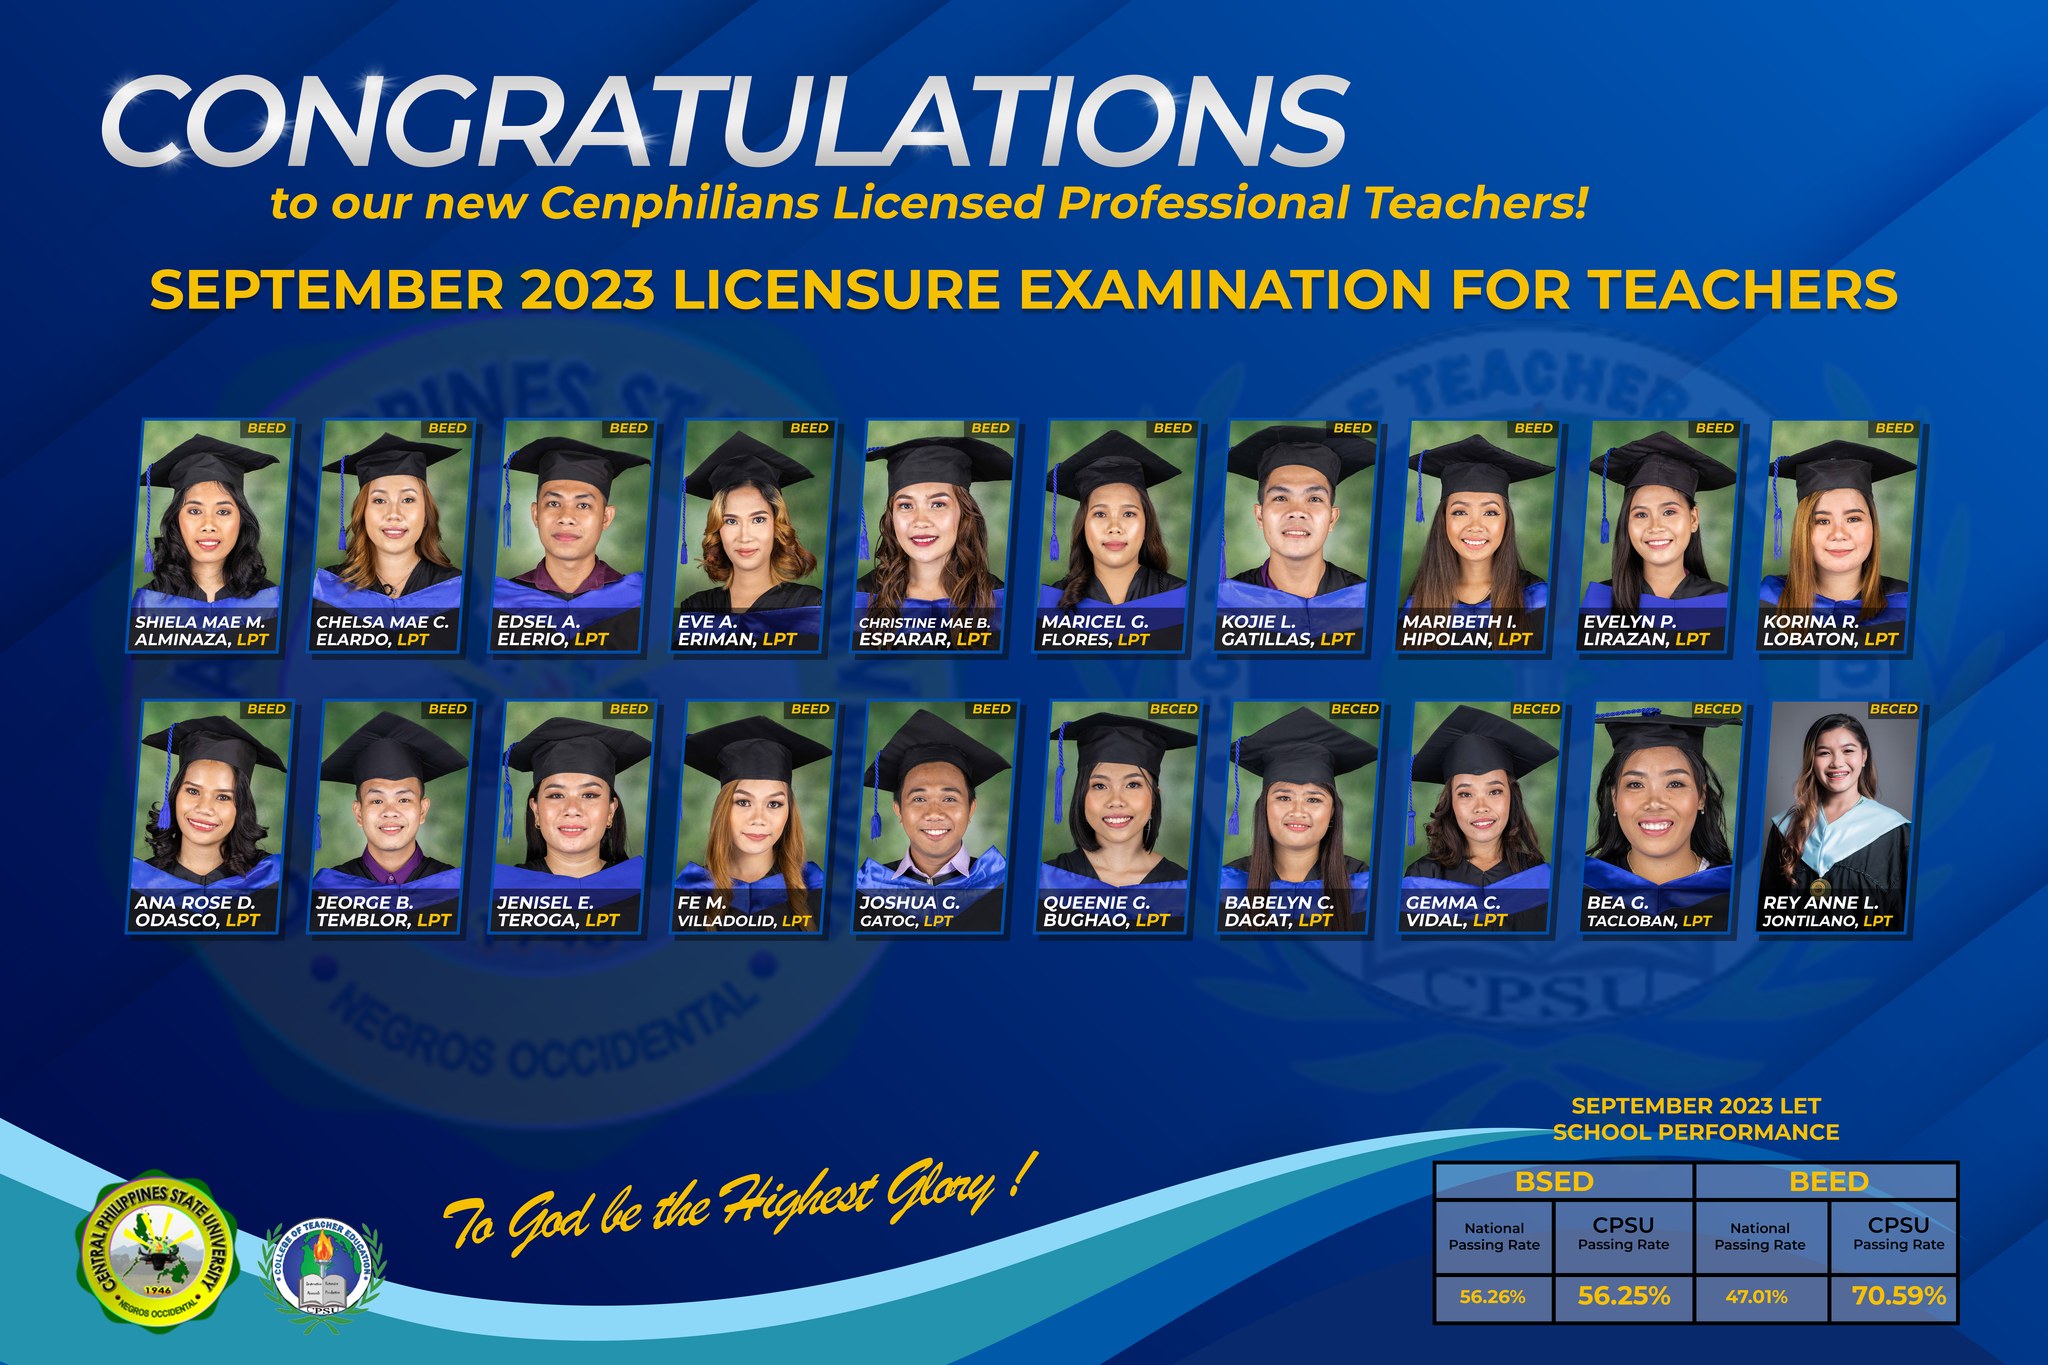 CONGRATULATIONS
to our new Cenphilians Licensed Professional Teachers!
SEPTEMBER 2023 LICENSURE EXAMINATION FOR TEACHERS
BEED
SHIELA MAE M.
ALMINAZA, LPT
BEED
CHELSA MAE C.
ELARDO, LPT
BEED
EDSEL A.
ELERIO, LPT
BEED
EVE A.
ERIMAN, LPT
BEED
CHRISTINE MAE B.
ESPARAR, LPT
BEED
MARICEL G.
FLORES, LPT
BEED
KOJIE L.
GATILLAS, LPT
BEED
MARIBETH I.
HIPOLAN, LPT
BEED
EVELYN P.
LIRAZAN, LPT
BEED
KORINA R.
LOBATON, LPT
BEED
ANA ROSE D.
ODASCO, LPT
BEED
JEORGE B.
TEMBLOR, LPT
BEED
JENISEL E.
TEROGA, LPT
BEED
FE M.
VILLADOLID, LPT
BEED
JOSHUA G.
GATOC, LPT
BECED
QUEENIE G.
BUGHAO, LPT
BECED
BABELYN C.
DAGAT, LPT
BECED
GEMMA C.
VIDAL, LPT
BECED
BEA G.
TACLOBAN, LPT
BECED
REY ANNE L.
JONTILANO, LPT
NEGROS OCCIDENTAL
CPSU
SEPTEMBER 2023 LET
SCHOOL PERFORMANCE
BSED BEED
National Passing Rate
CPSU Passing Rate
National Passing Rate
CPSU Passing Rate
56.26% 56.25% 47.01% 70.59%
To God be the Highest Glory !
CENTRAL PHILIPPINES STATE UNIVERSITY
1946
NEGROS OCCIDENTAL
COLLEGE OF TEACHER EDUCATION
CPSU